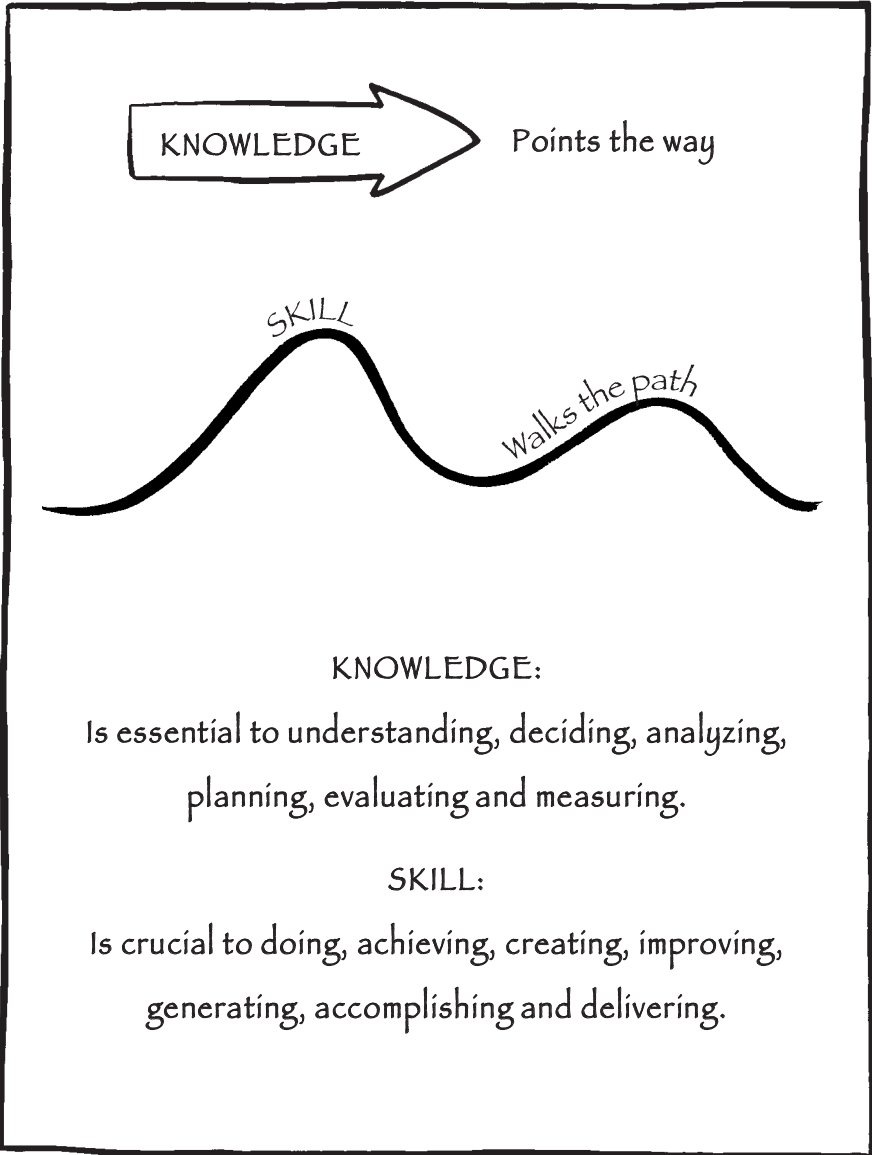 KNOWLEDGE Points the way
SKILL
Walks the path
KNOWLEDGE:
Is essential to understanding, deciding, analyzing,
planning, evaluating and measuring.
SKILL:
Is crucial to doing, achieving, creating, improving,
generating, accomplishing and delivering.